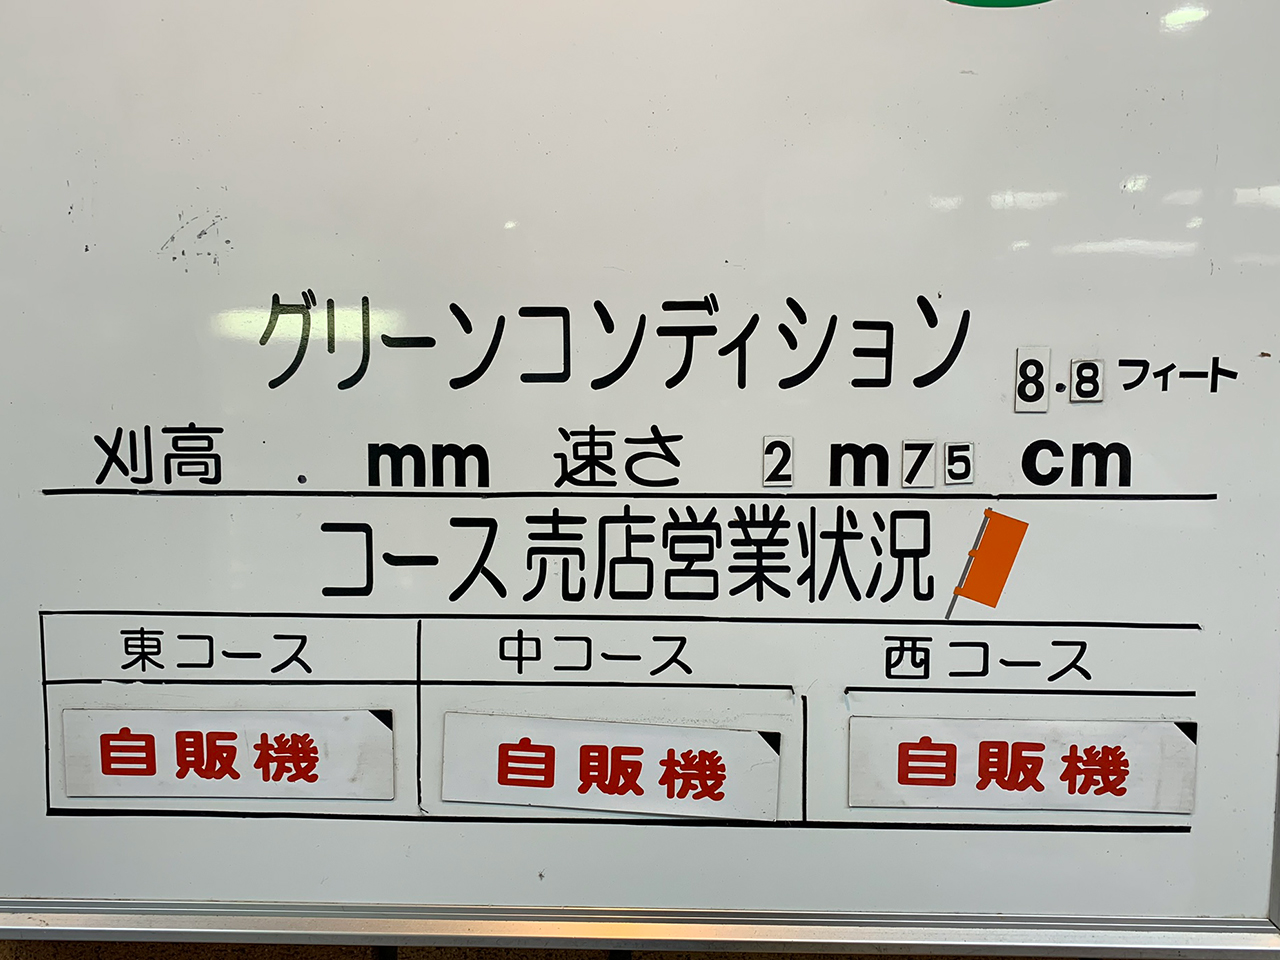 グリーンコンディション 8.8フィート
刈高 . mm 速さ 2 m 75 cm
コース売店営業状況
東コース 中コース 西コース
自販機 自販機 自販機